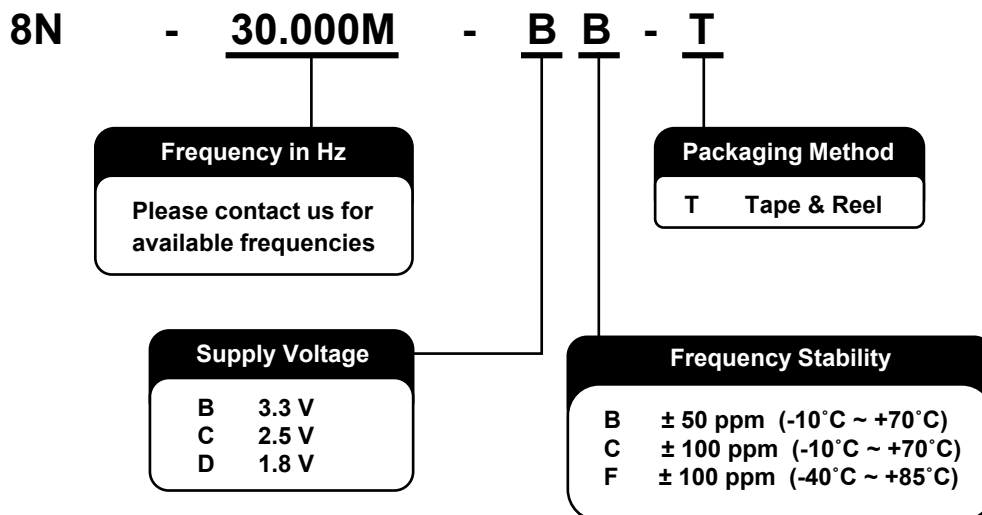 8N - 30.000M - B B - T
Frequency in Hz
Please contact us for
available frequencies
Packaging Method
T Tape & Reel
Supply Voltage
B 3.3 V
C 2.5 V
D 1.8 V
Frequency Stability
B ± 50 ppm (-10˚C ~ +70˚C)
C ± 100 ppm (-10˚C ~ +70˚C)
F ± 100 ppm (-40˚C ~ +85˚C)